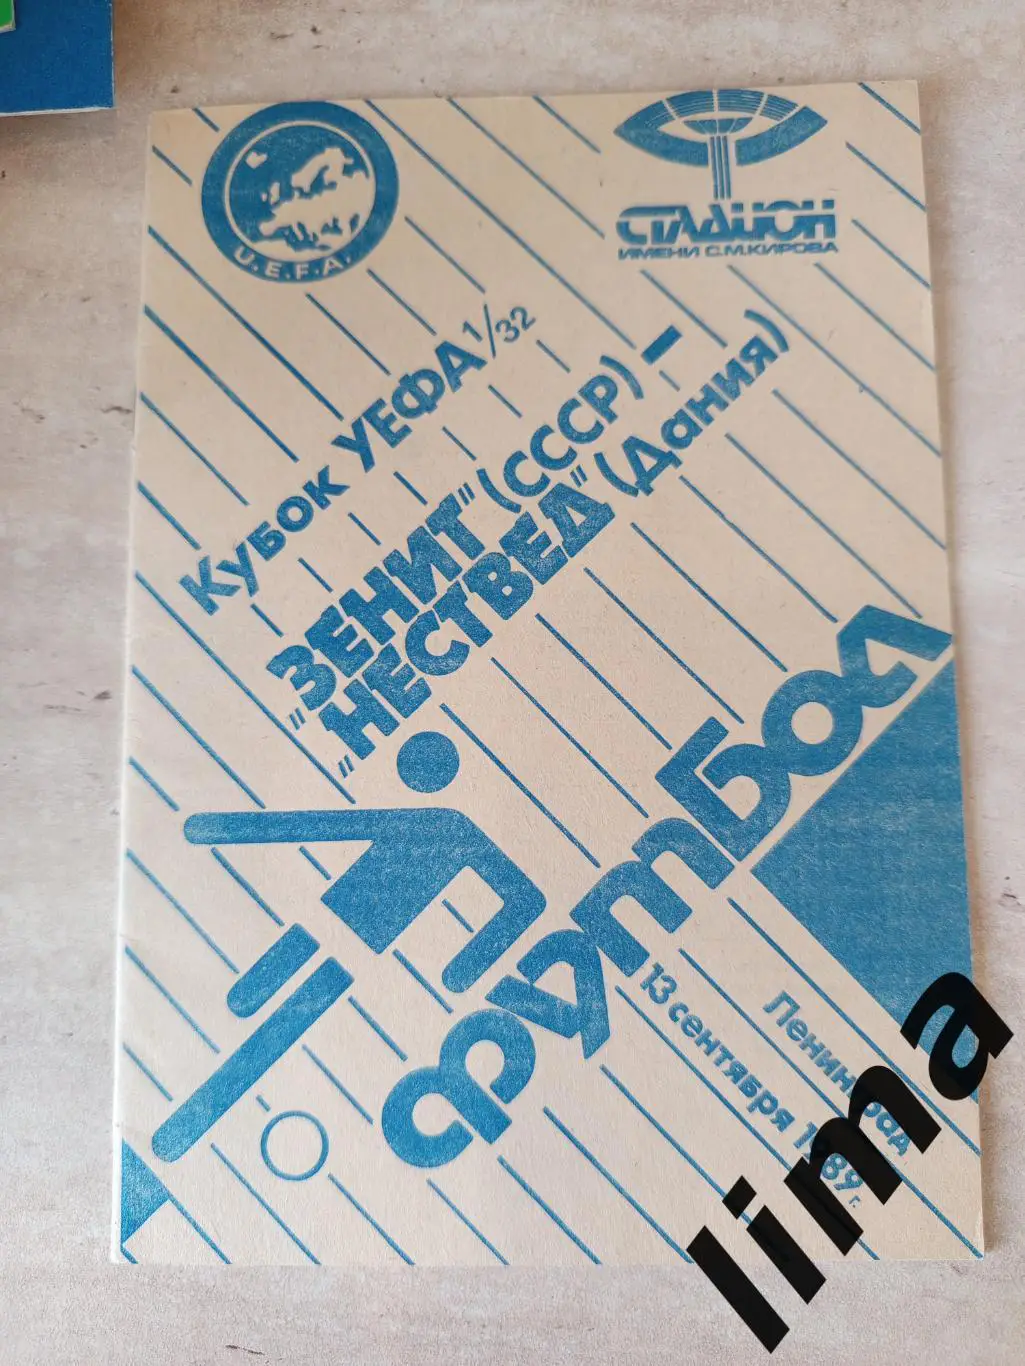 U.E.F.A.
СТАДИОН
ИМЕНИ С.М.КИРОВА
Кубок УЕФА 1/32
"ЗЕНИТ" (СССР) —
"НЕСТВЕД" (Дания)
футбол
Ленинград
13 сентября 1989 г.
lima